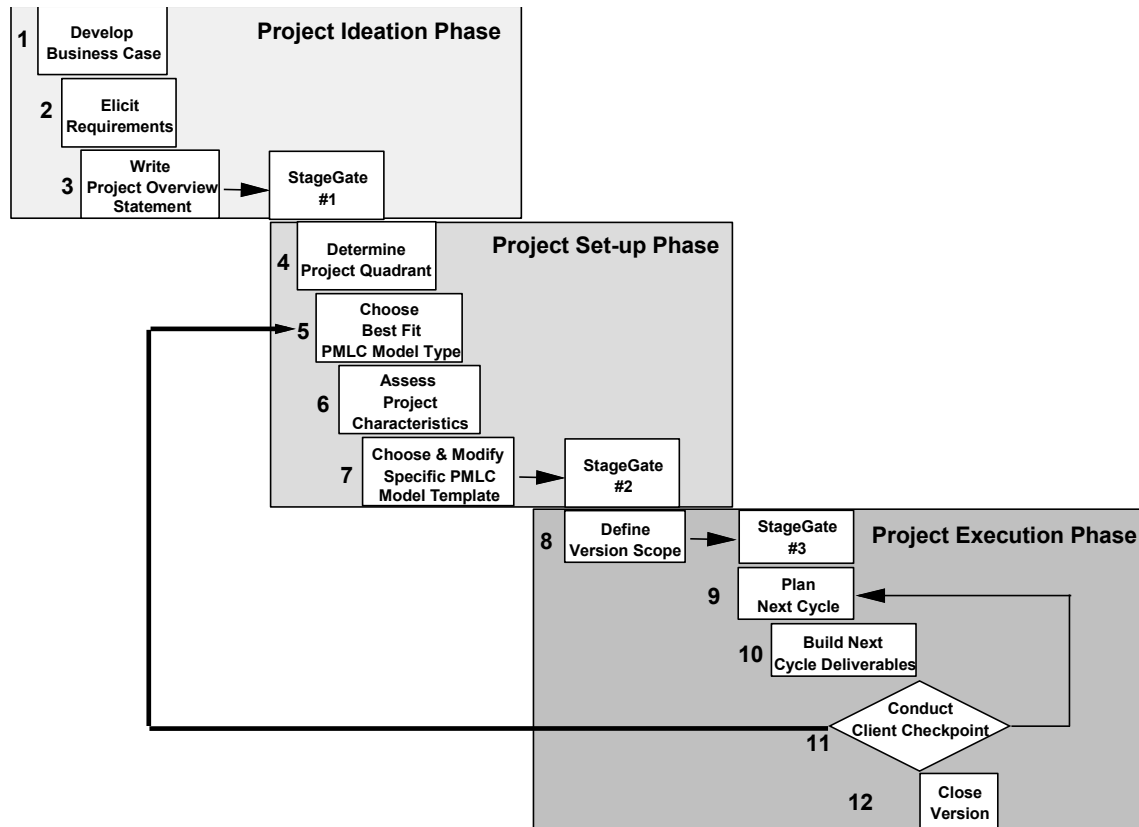 Project Ideation Phase
1
Develop
Business Case
2
Elicit
Requirements
3
Write
Project Overview
Statement
StageGate
#1
Project Set-up Phase
4
Determine
Project Quadrant
5
Choose
Best Fit
PMLC Model Type
6
Assess
Project
Characteristics
7
Choose & Modify
Specific PMLC
Model Template
StageGate
#2
Project Execution Phase
8
Define
Version Scope
StageGate
#3
9
Plan
Next Cycle
10
Build Next
Cycle Deliverables
11
Conduct
Client Checkpoint
12
Close
Version